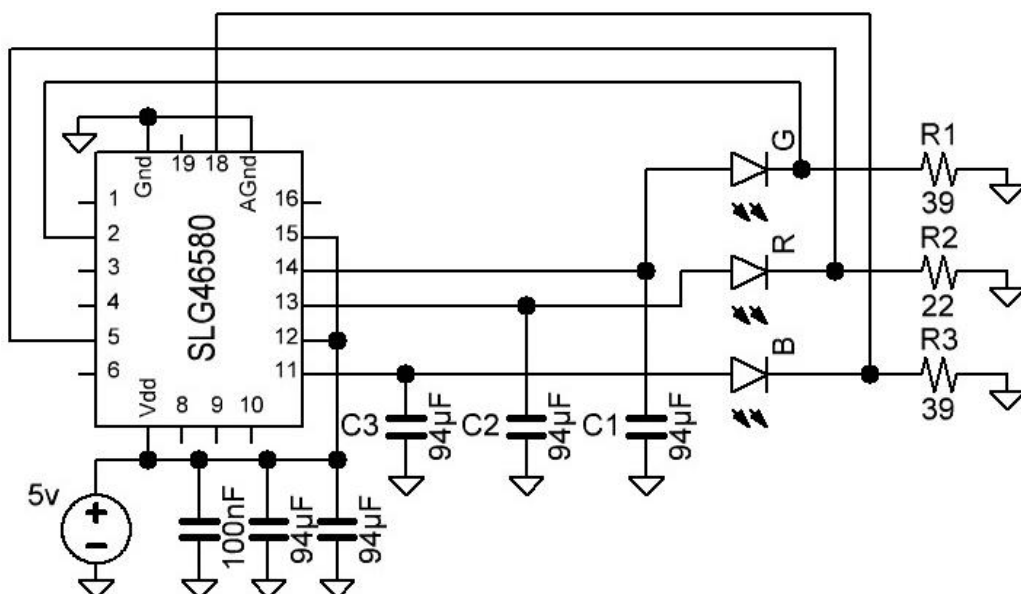 Gnd
19
18
AGnd
1
2
3
4
5
6
16
15
14
13
12
11
SLG46580
Vdd
8
9
10
G
R
B
R1
39
R2
22
R3
39
C3
94µF
C2
94µF
C1
94µF
5v
+
–
100nF
94µF
94µF